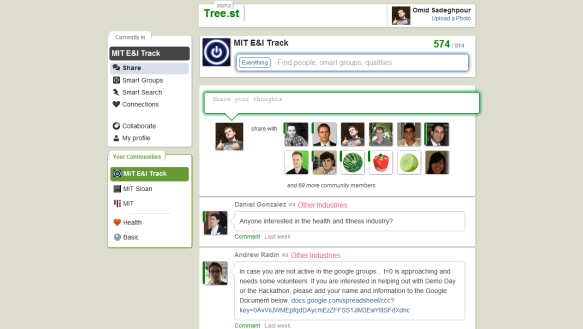 alpha
Tree.st
Omid Sadeghpour
Upload a Photo
Currently in
MIT E&I Track
Share
Smart Groups
Smart Search
Connections
Collaborate
My profile
Your Communities
MIT E&I Track
MIT Sloan
MIT
Health
Basic
MIT E&I Track
574 / 914
Everything Find people, smart groups, qualities
Share your thoughts
share with
and 69 more community members
Daniel Gonzalez via Other Industries
Anyone interested in the health and fitness industry?
Comment Last week
Andrew Radin via Other Industries
In case you are not active in the google groups... t=0 is approaching and
needs some volunteers. If you are interested in helping out with Demo Day
or the Hackathon, please add your name and information to the Google
Document below. docs.google.com/spreadsheet/ccc?
Comment Last week